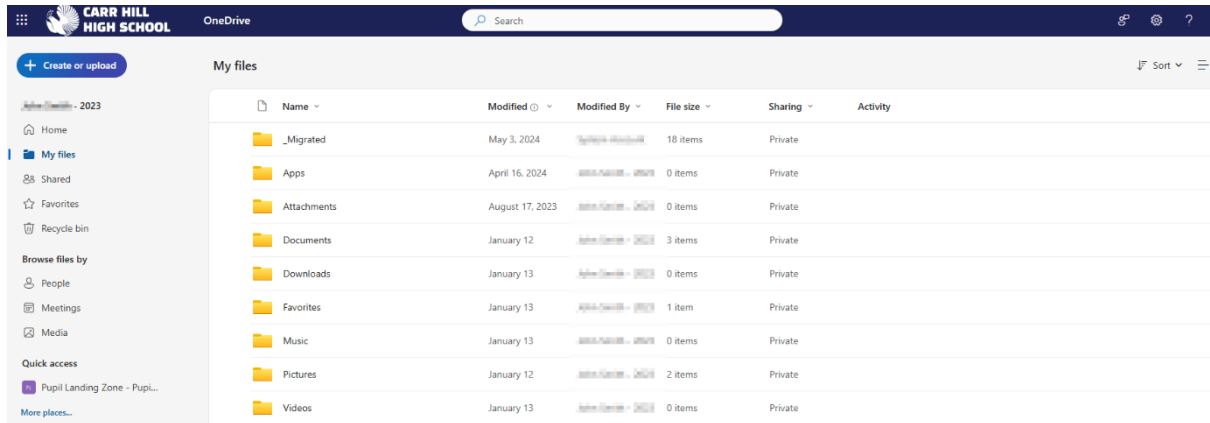 CARR HILL
HIGH SCHOOL
OneDrive
Search
?
+ Create or upload
My files
Sort
- 2023
Home
My files
Shared
Favorites
Recycle bin
Browse files by
People
Meetings
Media
Quick access
Pupil Landing Zone - Pupi...
More places...
Name Modified Modified By File size Sharing Activity
_Migrated May 3, 2024 18 items Private
Apps April 16, 2024 0 items Private
Attachments August 17, 2023 0 items Private
Documents January 12 3 items Private
Downloads January 13 0 items Private
Favorites January 13 1 item Private
Music January 13 0 items Private
Pictures January 12 2 items Private
Videos January 13 0 items Private